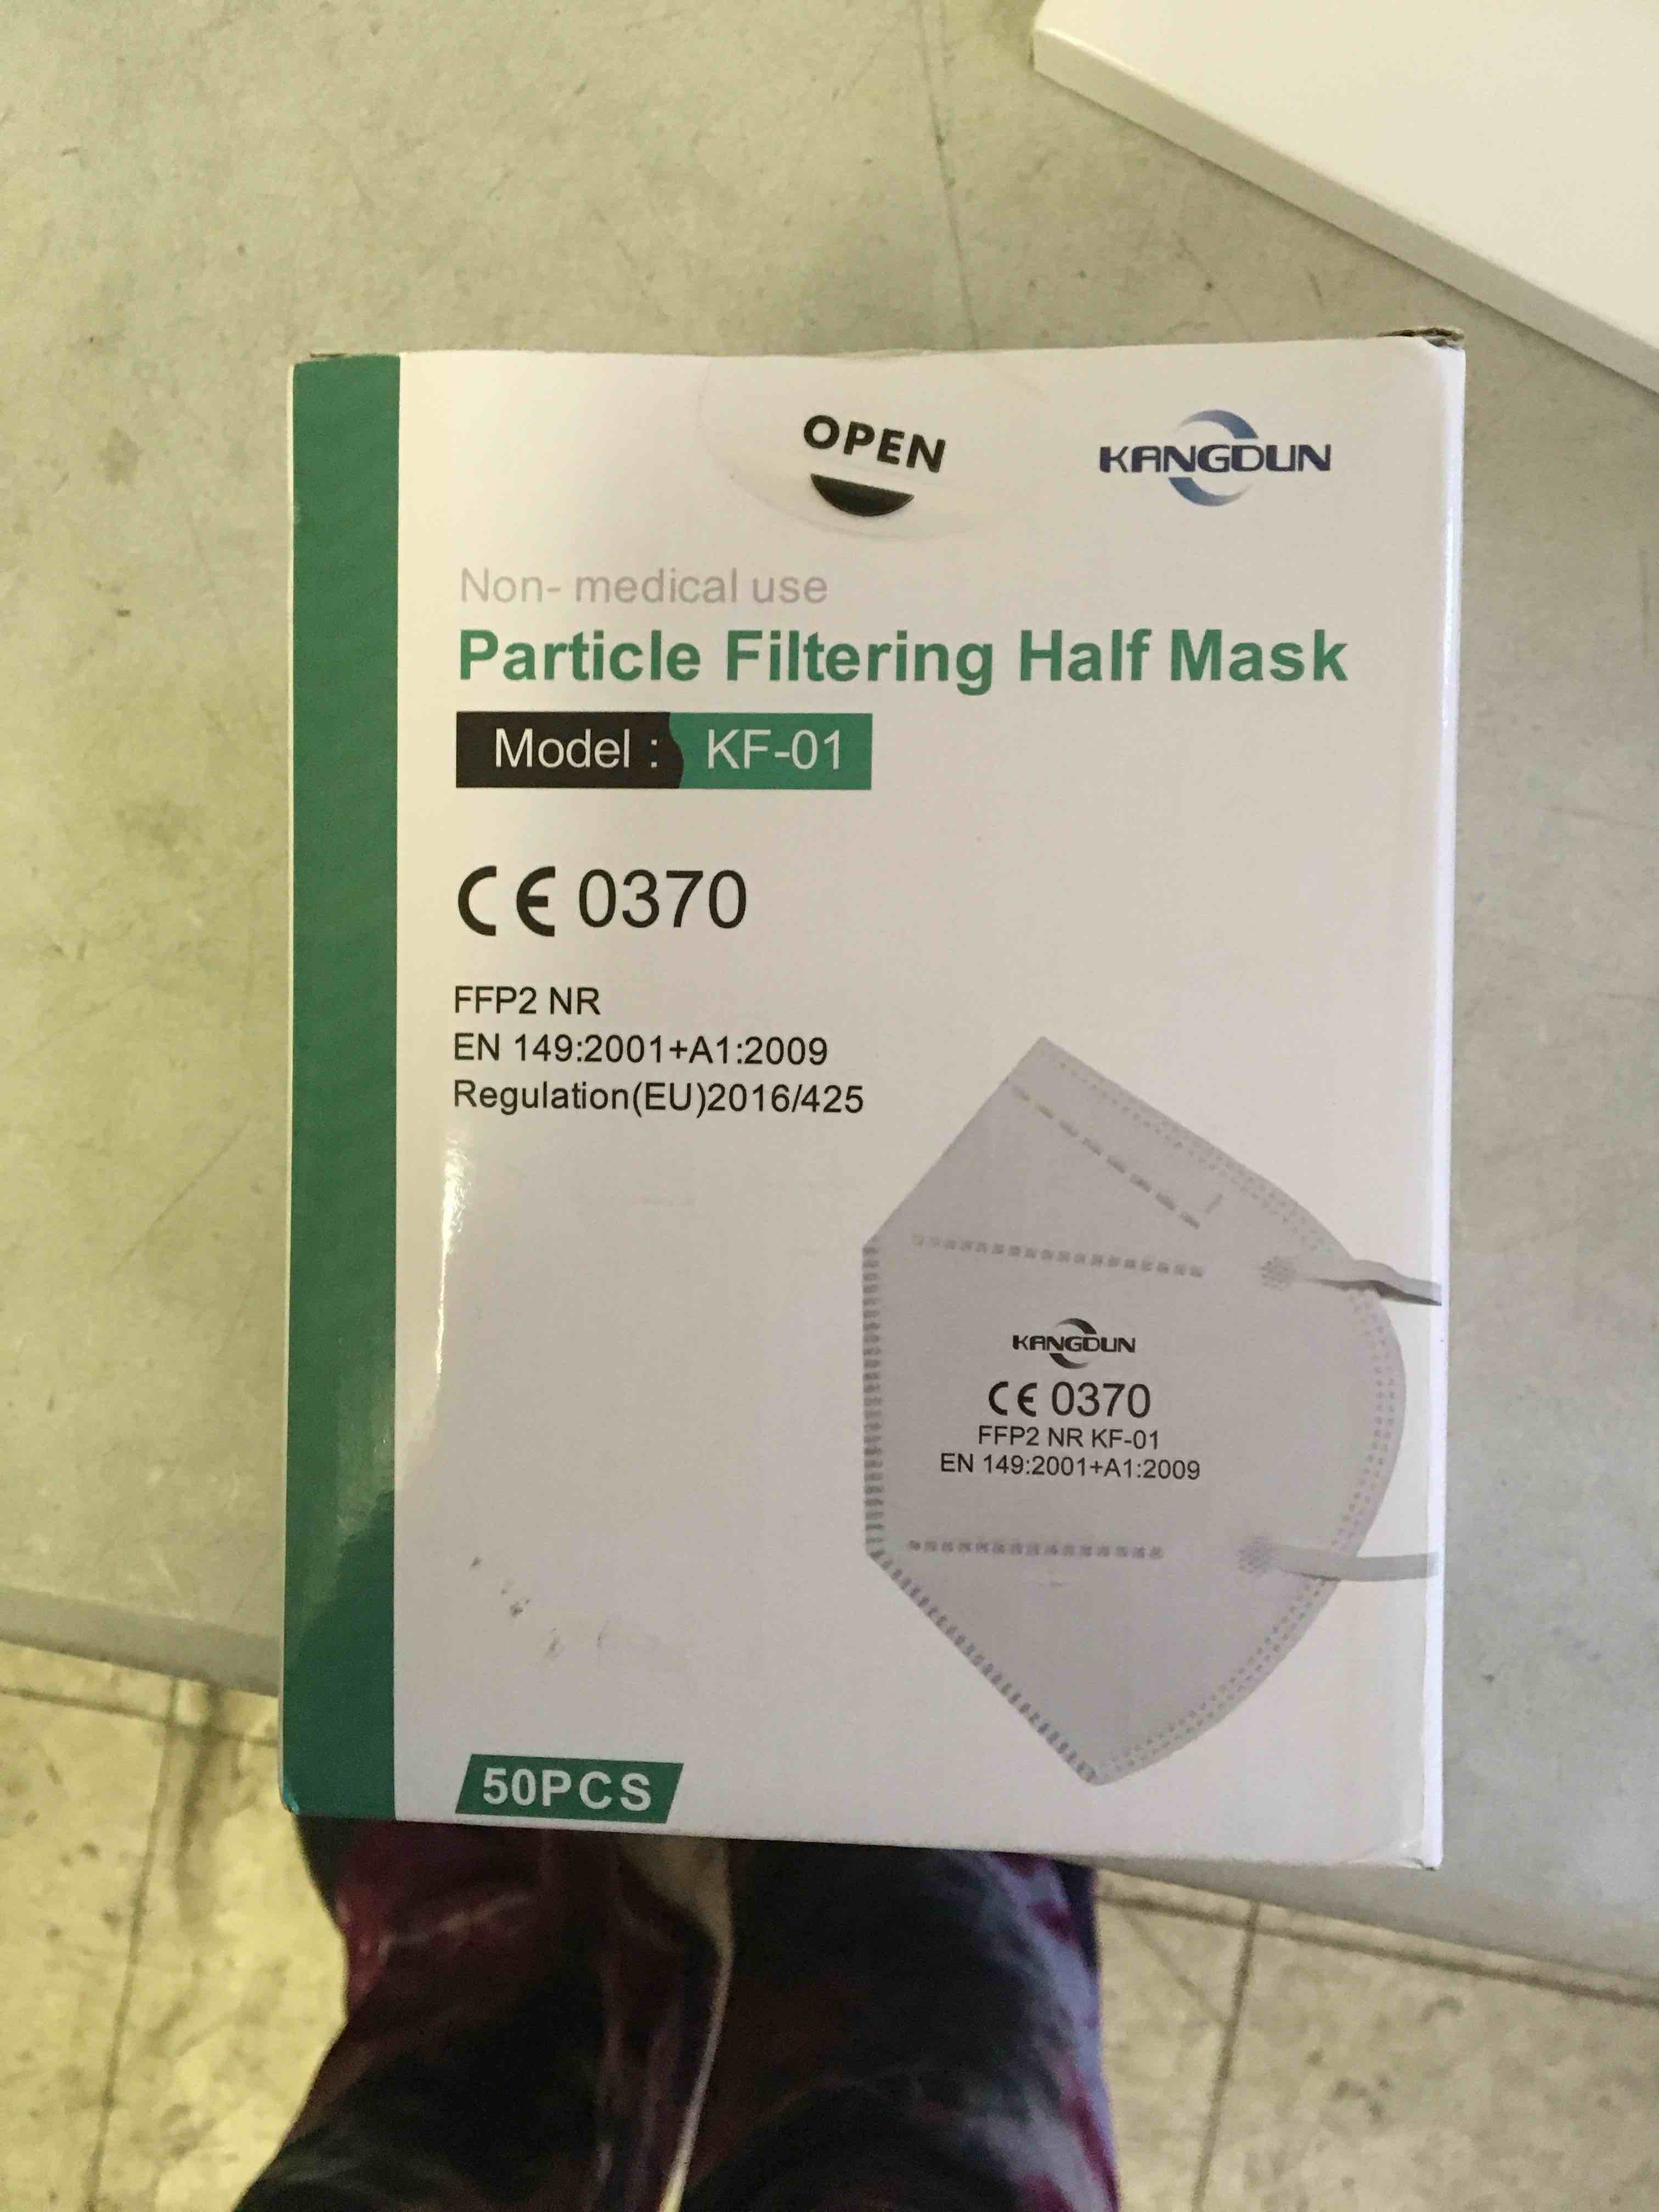 OPEN
KANGDUN
Non- medical use
Particle Filtering Half Mask
Model : KF-01
CE 0370
FFP2 NR
EN 149:2001+A1:2009
Regulation(EU)2016/425
KANGDUN
CE 0370
FFP2 NR KF-01
EN 149:2001+A1:2009
50PCS